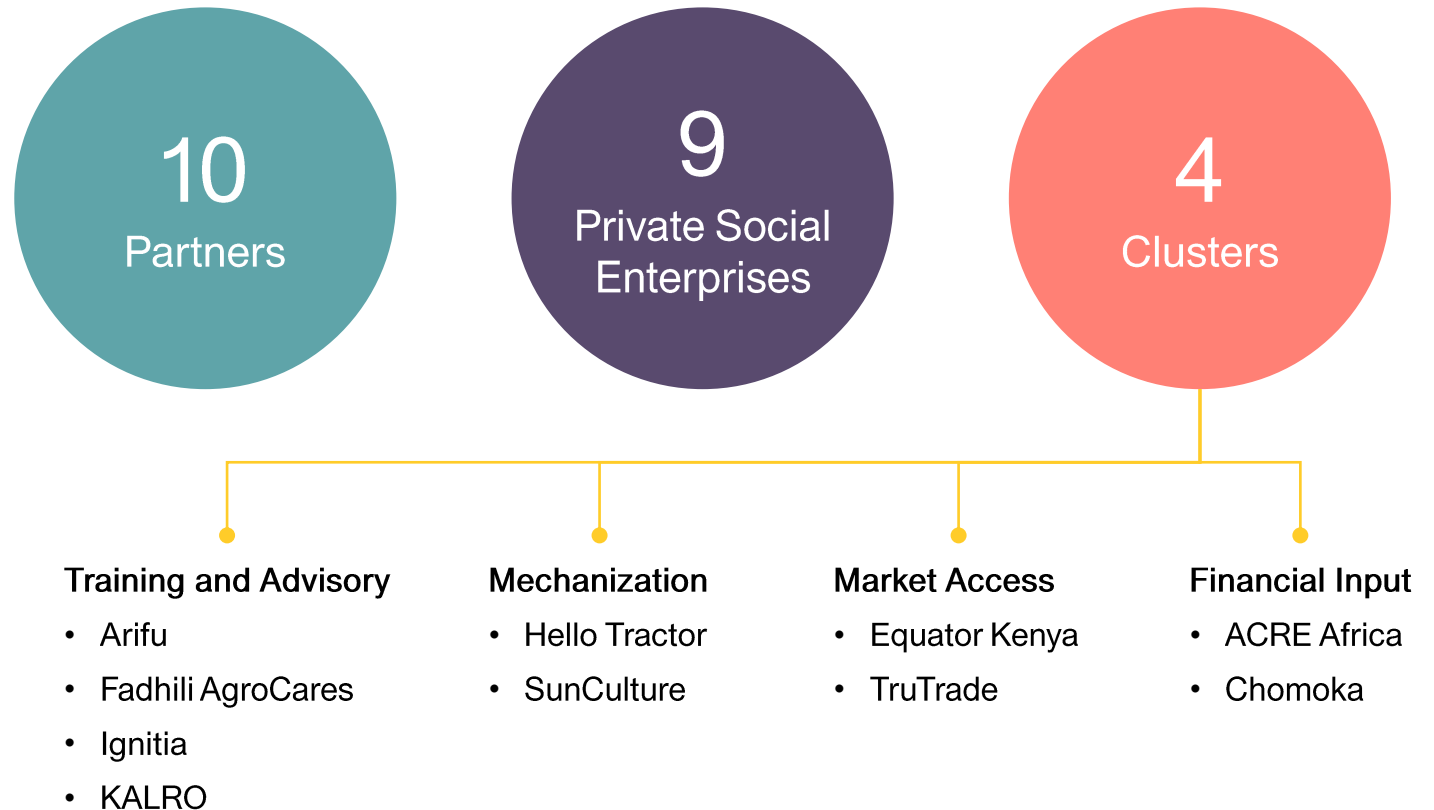 10
Partners
9
Private Social
Enterprises
4
Clusters
Training and Advisory
• Arifu
• Fadhili AgroCares
• Ignitia
• KALRO
Mechanization
• Hello Tractor
• SunCulture
Market Access
• Equator Kenya
• TruTrade
Financial Input
• ACRE Africa
• Chomoka